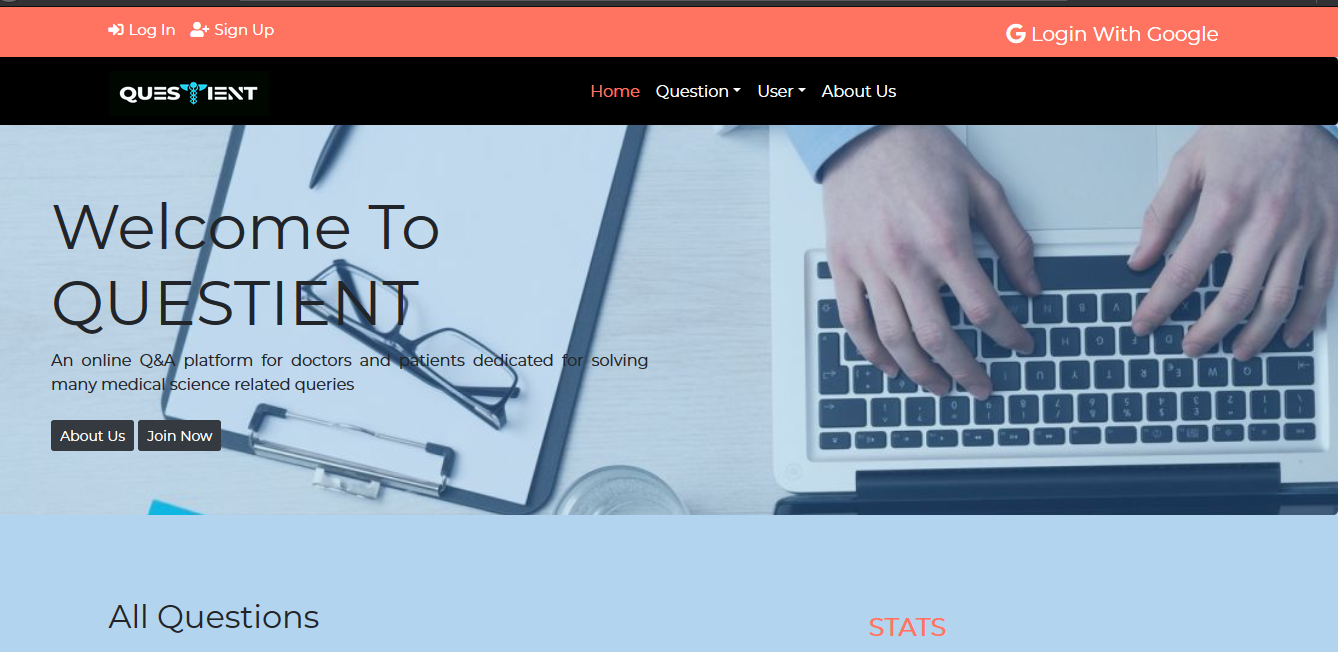 Log In Sign Up Login With Google
QUESTIENT Home Question User About Us
Welcome To
QUESTIENT
An online Q&A platform for doctors and patients dedicated for solving
many medical science related queries
About Us Join Now
All Questions
STATS